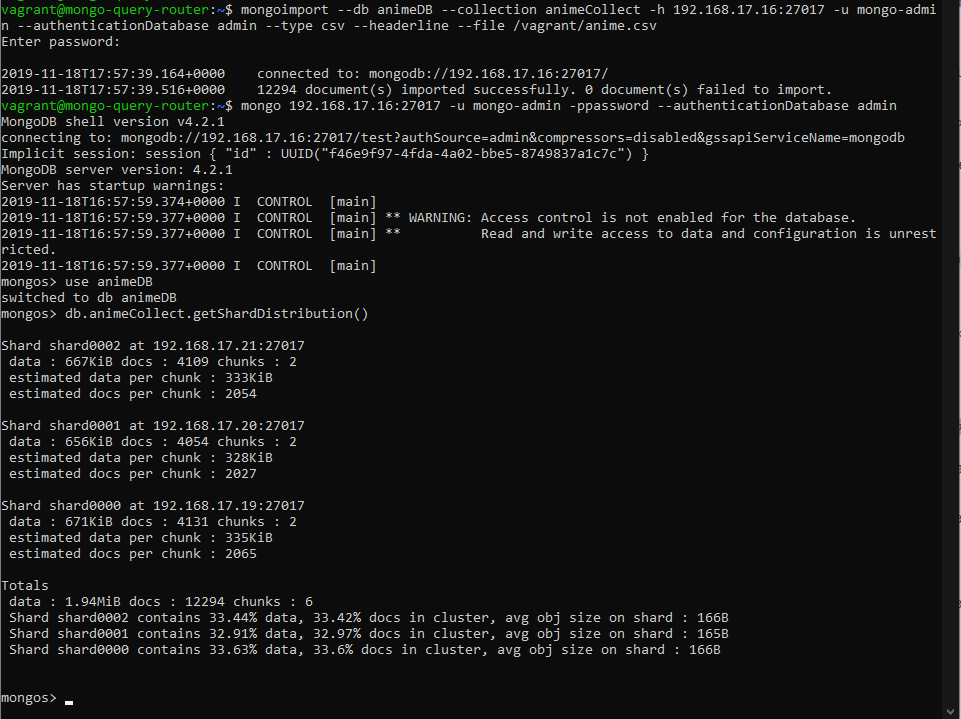 vagrant@mongo-query-router:~$ mongoimport --db animeDB --collection animeCollect -h 192.168.17.16:27017 -u mongo-admi
n --authenticationDatabase admin --type csv --headerline --file /vagrant/anime.csv
Enter password:
2019-11-18T17:57:39.164+0000    connected to: mongodb://192.168.17.16:27017/
2019-11-18T17:57:39.516+0000    12294 document(s) imported successfully. 0 document(s) failed to import.
vagrant@mongo-query-router:~$ mongo 192.168.17.16:27017 -u mongo-admin -ppassword --authenticationDatabase admin
MongoDB shell version v4.2.1
connecting to: mongodb://192.168.17.16:27017/test?authSource=admin&compressors=disabled&gssapiServiceName=mongodb
Implicit session: session { "id" : UUID("f46e9f97-4fda-4a02-bbe5-8749837a1c7c") }
MongoDB server version: 4.2.1
Server has startup warnings:
2019-11-18T16:57:59.374+0000 I  CONTROL  [main]
2019-11-18T16:57:59.377+0000 I  CONTROL  [main] ** WARNING: Access control is not enabled for the database.
2019-11-18T16:57:59.377+0000 I  CONTROL  [main] **          Read and write access to data and configuration is unrest
ricted.
2019-11-18T16:57:59.377+0000 I  CONTROL  [main]
mongos> use animeDB
switched to db animeDB
mongos> db.animeCollect.getShardDistribution()
Shard shard0002 at 192.168.17.21:27017
 data : 667KiB docs : 4109 chunks : 2
 estimated data per chunk : 333KiB
 estimated docs per chunk : 2054
Shard shard0001 at 192.168.17.20:27017
 data : 656KiB docs : 4054 chunks : 2
 estimated data per chunk : 328KiB
 estimated docs per chunk : 2027
Shard shard0000 at 192.168.17.19:27017
 data : 671KiB docs : 4131 chunks : 2
 estimated data per chunk : 335KiB
 estimated docs per chunk : 2065
Totals
 data : 1.94MiB docs : 12294 chunks : 6
 Shard shard0002 contains 33.44% data, 33.42% docs in cluster, avg obj size on shard : 166B
 Shard shard0001 contains 32.91% data, 32.97% docs in cluster, avg obj size on shard : 165B
 Shard shard0000 contains 33.63% data, 33.6% docs in cluster, avg obj size on shard : 166B
mongos>